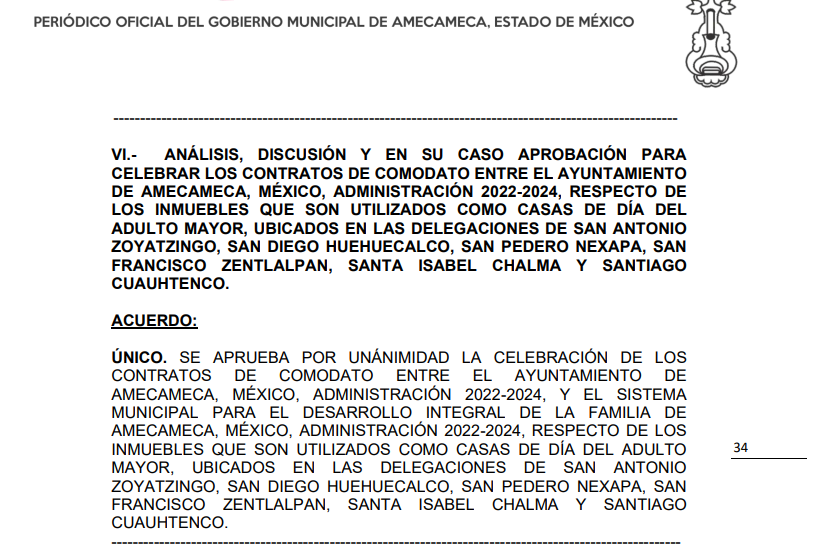 PERIÓDICO OFICIAL DEL GOBIERNO MUNICIPAL DE AMECAMECA, ESTADO DE MÉXICO
VI.- ANÁLISIS, DISCUSIÓN Y EN SU CASO APROBACIÓN PARA
CELEBRAR LOS CONTRATOS DE COMODATO ENTRE EL AYUNTAMIENTO
DE AMECAMECA, MÉXICO, ADMINISTRACIÓN 2022-2024, RESPECTO DE
LOS INMUEBLES QUE SON UTILIZADOS COMO CASAS DE DÍA DEL
ADULTO MAYOR, UBICADOS EN LAS DELEGACIONES DE SAN ANTONIO
ZOYATZINGO, SAN DIEGO HUEHUECALCO, SAN PEDERO NEXAPA, SAN
FRANCISCO ZENTLALPAN, SANTA ISABEL CHALMA Y SANTIAGO
CUAUHTENCO.
ACUERDO:
ÚNICO. SE APRUEBA POR UNÁNIMIDAD LA CELEBRACIÓN DE LOS
CONTRATOS DE COMODATO ENTRE EL AYUNTAMIENTO DE
AMECAMECA, MÉXICO, ADMINISTRACIÓN 2022-2024, Y EL SISTEMA
MUNICIPAL PARA EL DESARROLLO INTEGRAL DE LA FAMILIA DE
AMECAMECA, MÉXICO, ADMINISTRACIÓN 2022-2024, RESPECTO DE LOS
INMUEBLES QUE SON UTILIZADOS COMO CASAS DE DÍA DEL ADULTO
MAYOR, UBICADOS EN LAS DELEGACIONES DE SAN ANTONIO
ZOYATZINGO, SAN DIEGO HUEHUECALCO, SAN PEDERO NEXAPA, SAN
FRANCISCO ZENTLALPAN, SANTA ISABEL CHALMA Y SANTIAGO
CUAUHTENCO.
34